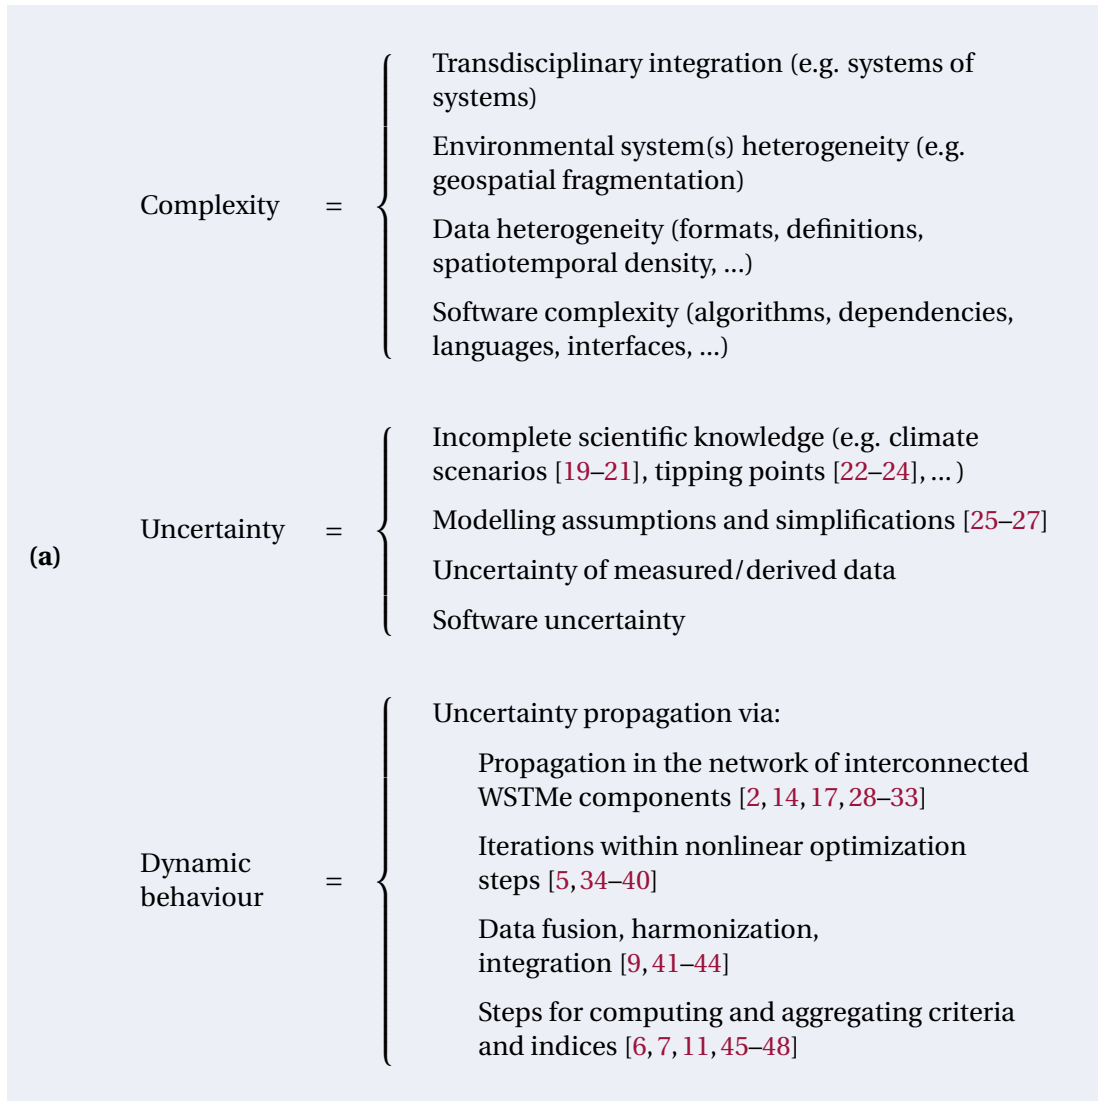 Transdisciplinary integration (e.g. systems of
systems)
Environmental system(s) heterogeneity (e.g.
geospatial fragmentation)
Complexity =
Data heterogeneity (formats, definitions,
spatiotemporal density, ...)
Software complexity (algorithms, dependencies,
languages, interfaces, ...)
Incomplete scientific knowledge (e.g. climate
scenarios [19–21], tipping points [22–24], ... )
Modelling assumptions and simplifications [25–27]
Uncertainty =
(a)
Uncertainty of measured/derived data
Software uncertainty
Uncertainty propagation via:
Propagation in the network of interconnected
WSTMe components [2, 14, 17, 28–33]
Iterations within nonlinear optimization
steps [5, 34–40]
Dynamic
behaviour =
Data fusion, harmonization,
integration [9, 41–44]
Steps for computing and aggregating criteria
and indices [6, 7, 11, 45–48]